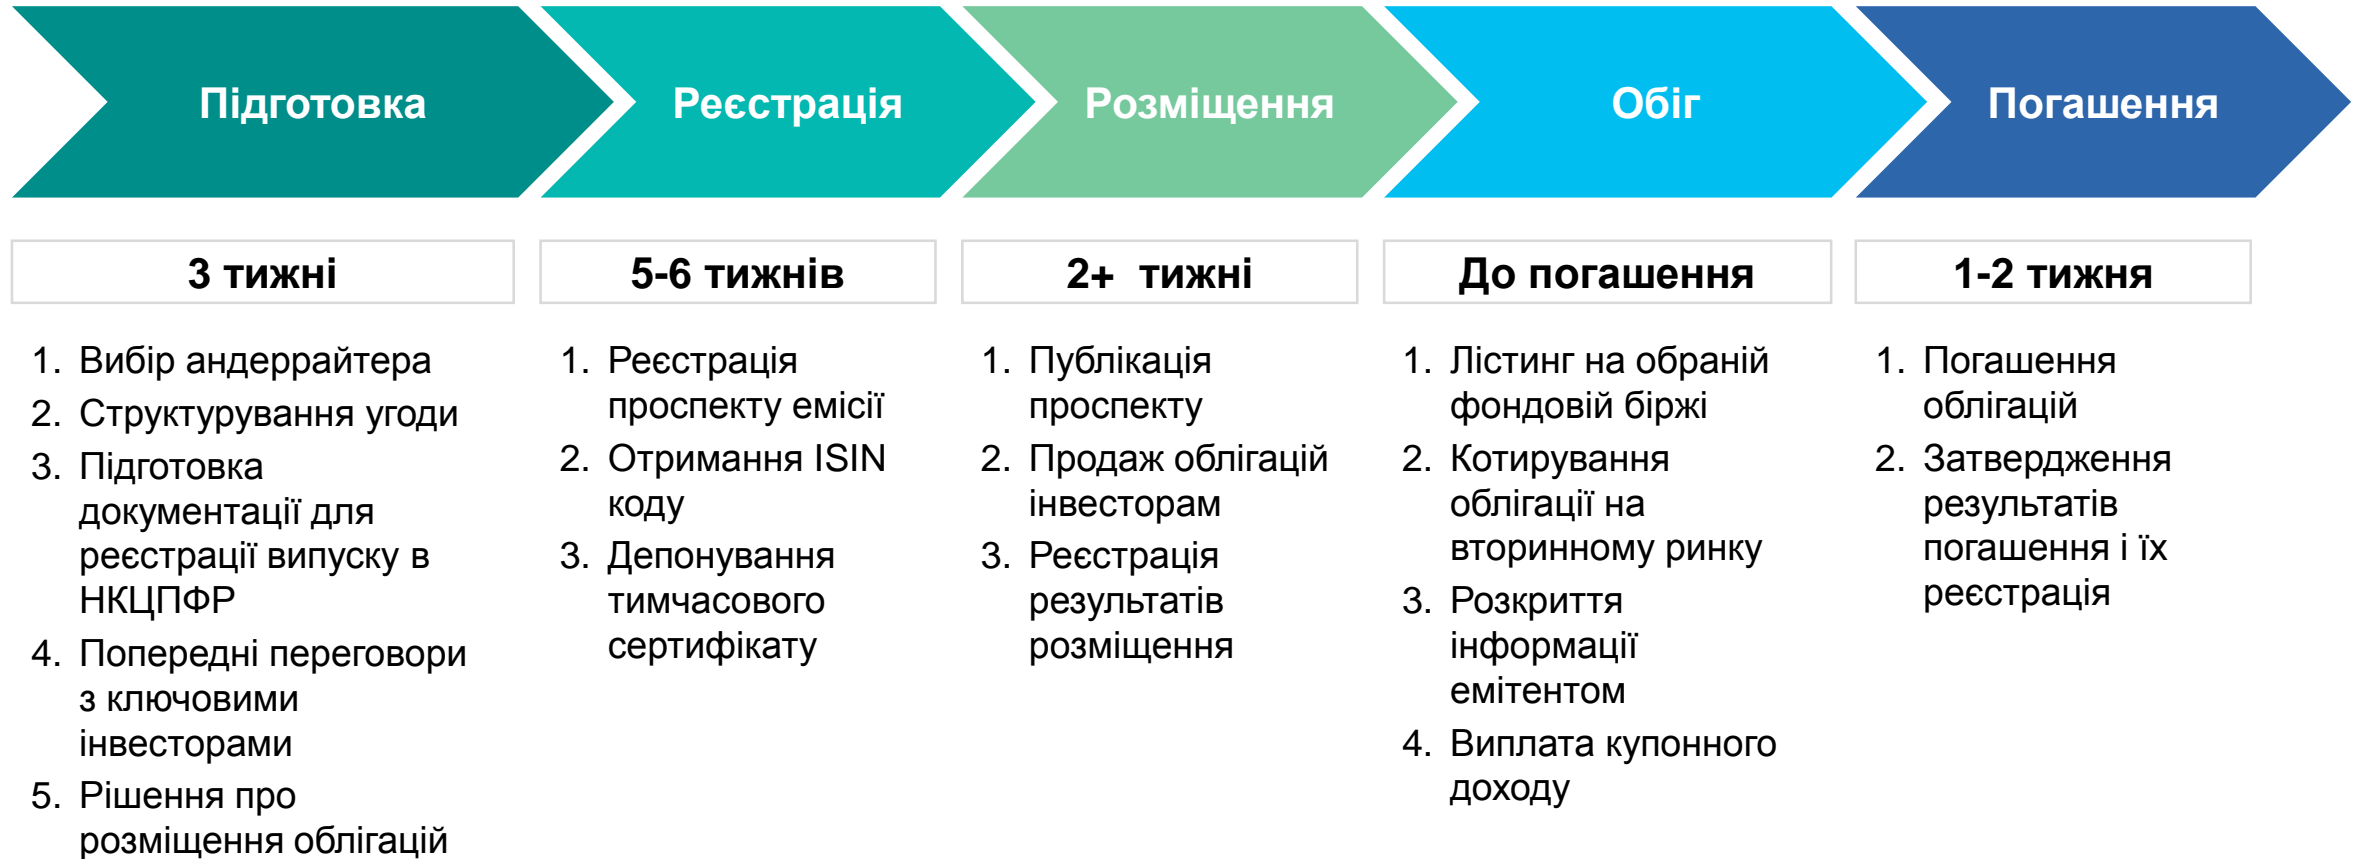 Підготовка
Реєстрація
Розміщення
Обіг
Погашення
3 тижні
5-6 тижнів
2+ тижні
До погашення
1-2 тижня
1. Вибір андеррайтера
2. Структурування угоди
3. Підготовка
документації для
реєстрації випуску в
НКЦПФР
4. Попередні переговори
з ключовими
інвесторами
5. Рішення про
розміщення облігацій
1. Реєстрація
проспекту емісії
2. Отримання ISIN
коду
3. Депонування
тимчасового
сертифікату
1. Публікація
проспекту
2. Продаж облігацій
інвесторам
3. Реєстрація
результатів
розміщення
1. Лістинг на обраній
фондовій біржі
2. Котирування
облігації на
вторинному ринку
3. Розкриття
інформації
емітентом
4. Виплата купонного
доходу
1. Погашення
облігацій
2. Затвердження
результатів
погашення і їх
реєстрація